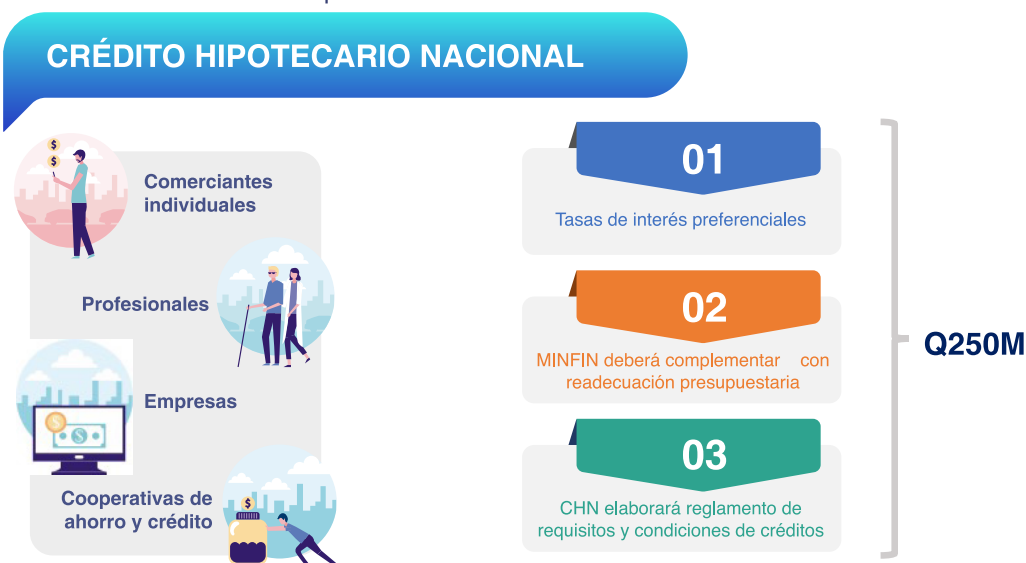 CRÉDITO HIPOTECARIO NACIONAL
Comerciantes
individuales
Profesionales
Empresas
Cooperativas de
ahorro y crédito
01
Tasas de interés preferenciales
02
MINFIN deberá complementar con
readecuación presupuestaria
03
CHN elaborará reglamento de
requisitos y condiciones de créditos
Q250M